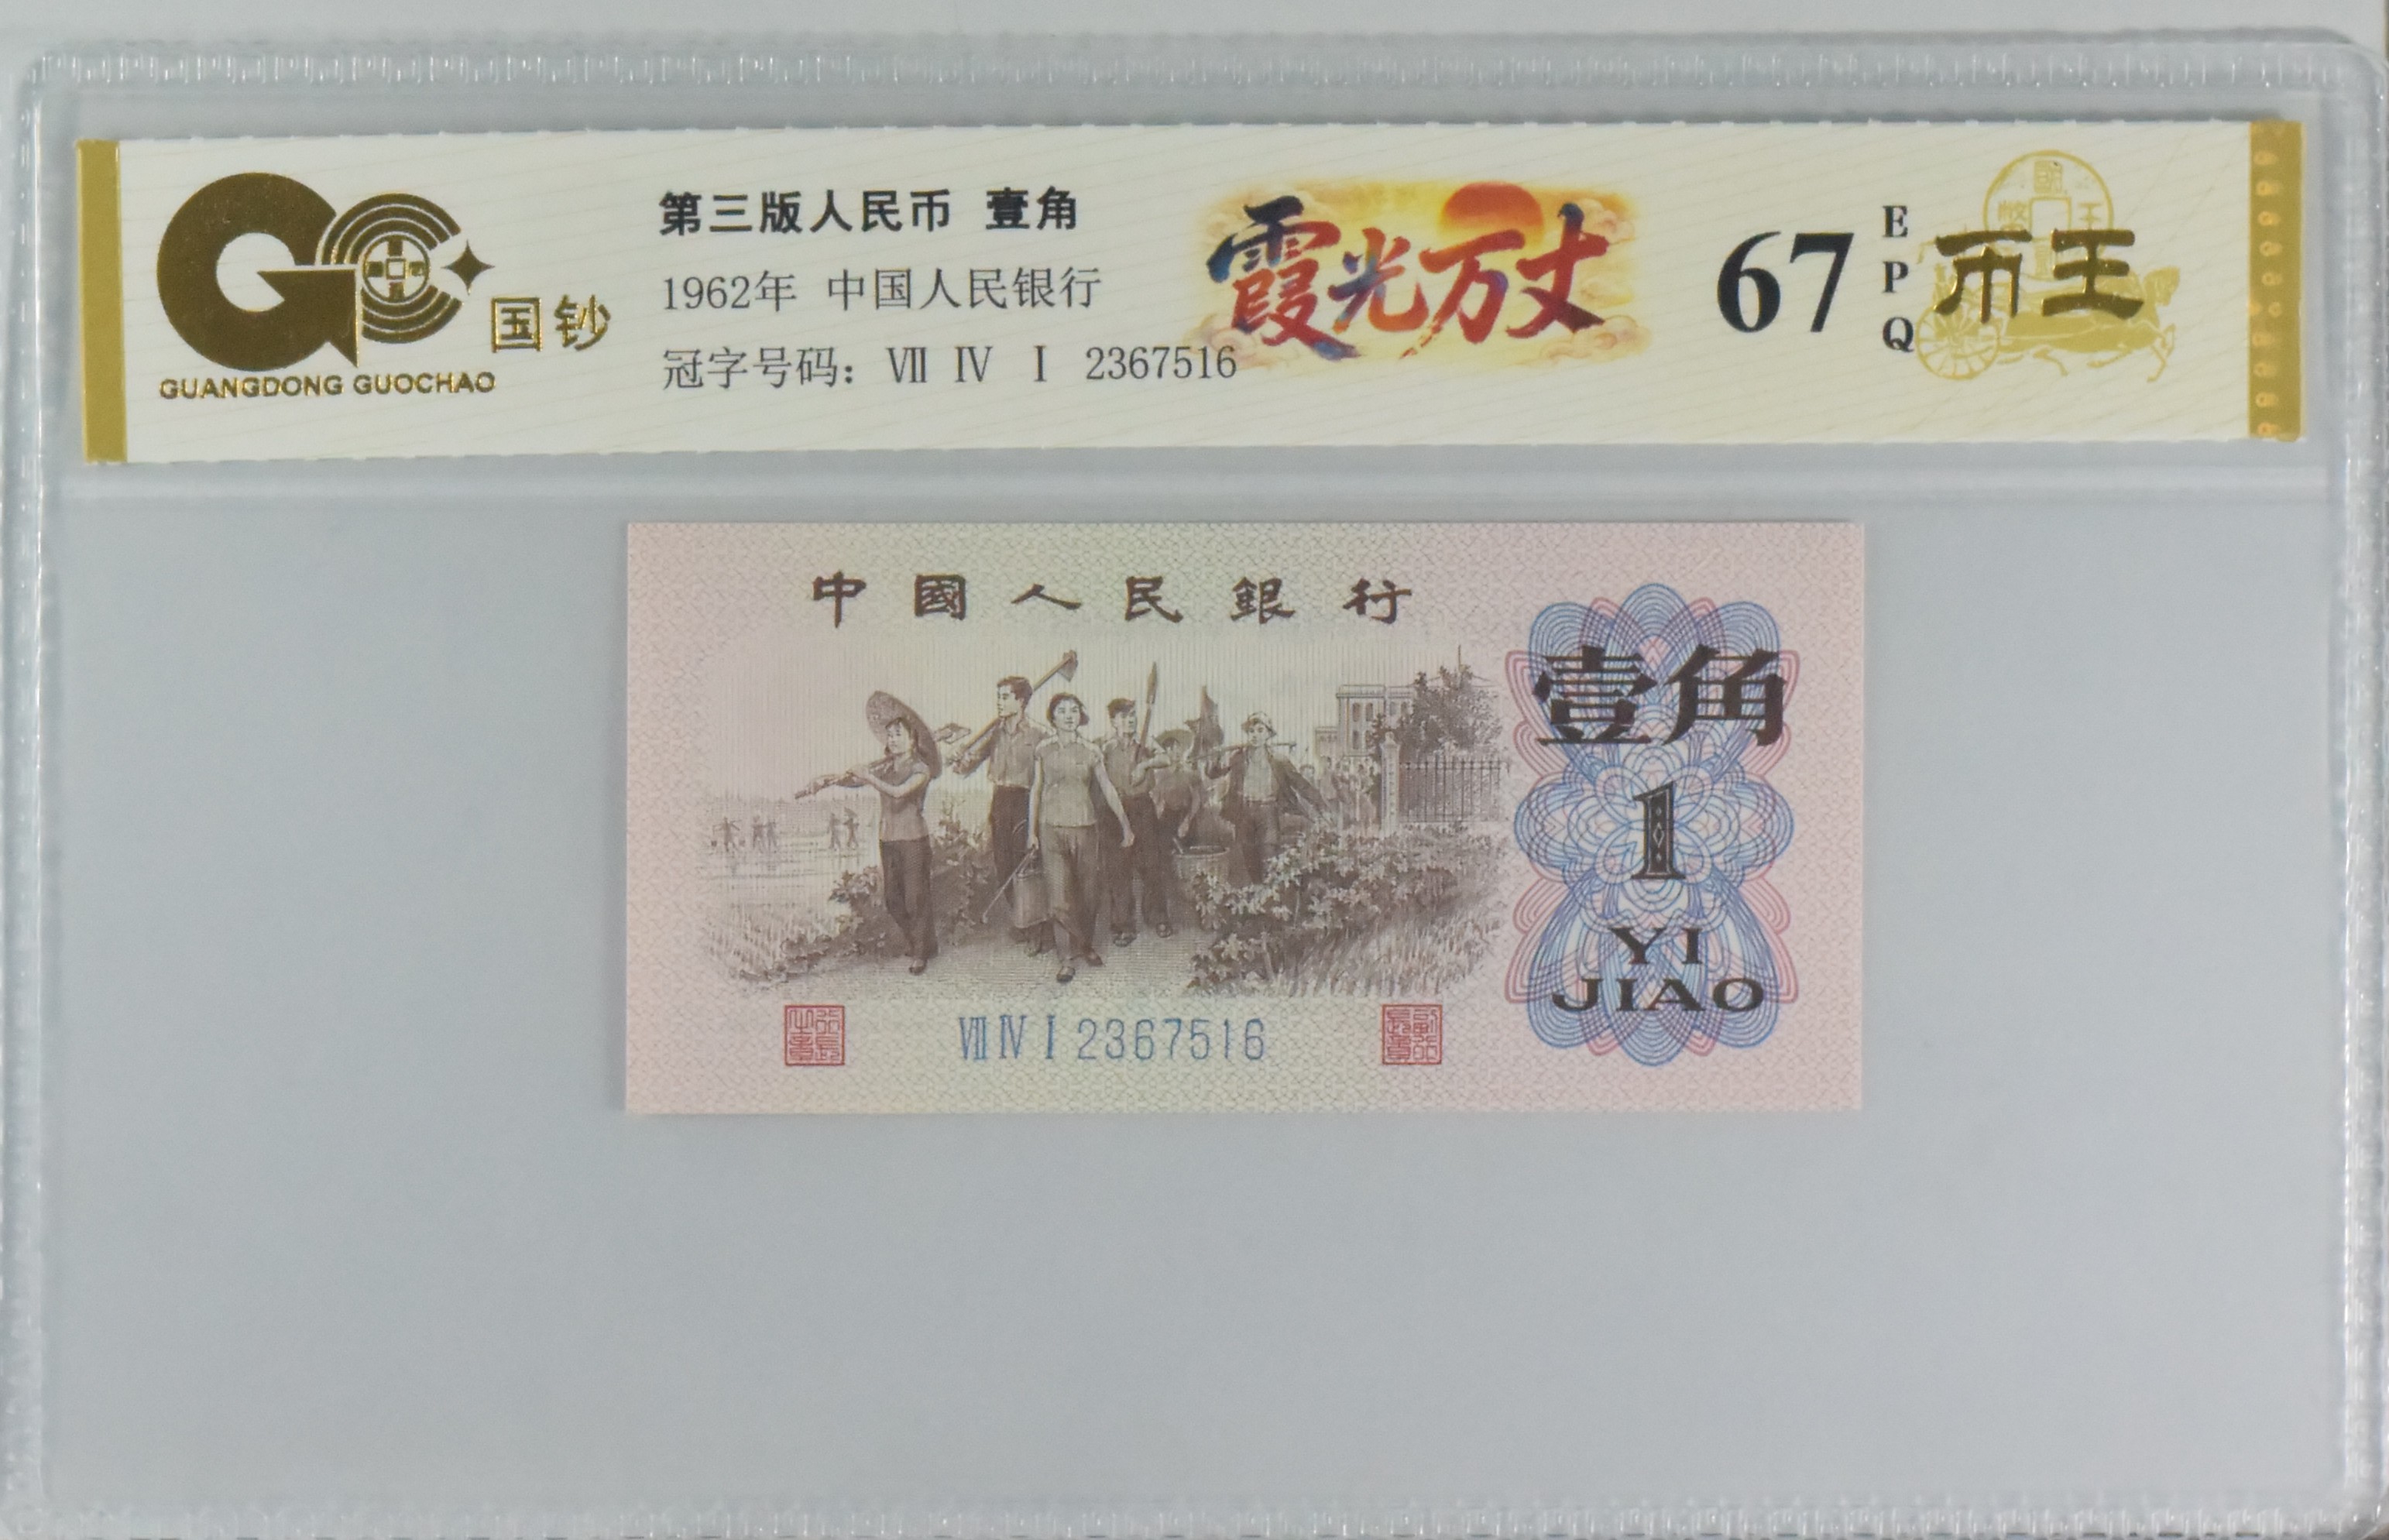 国钞
GUANGDONG GUOCHAO
第三版人民币 壹角
1962年 中国人民银行
冠字号码：Ⅶ Ⅳ Ⅰ 2367516
霞光万丈
67
EPQ
币王
中國人民銀行
壹角
1
YI
JIAO
Ⅶ Ⅳ Ⅰ 2367516